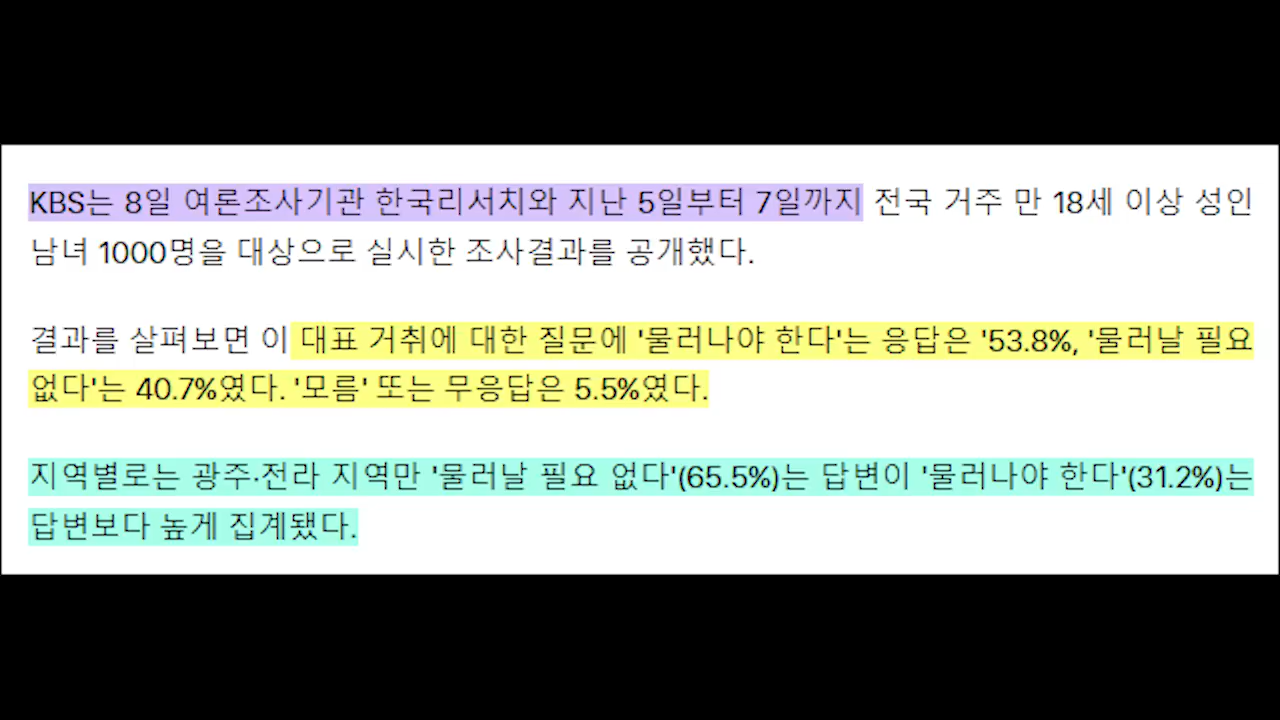 KBS는 8일 여론조사기관 한국리서치와 지난 5일부터 7일까지 전국 거주 만 18세 이상 성인
남녀 1000명을 대상으로 실시한 조사결과를 공개했다.
결과를 살펴보면 이 대표 거취에 대한 질문에 '물러나야 한다'는 응답은 '53.8%, '물러날 필요
없다'는 40.7%였다. '모름' 또는 무응답은 5.5%였다.
지역별로는 광주·전라 지역만 '물러날 필요 없다'(65.5%)는 답변이 '물러나야 한다'(31.2%)는
답변보다 높게 집계됐다.